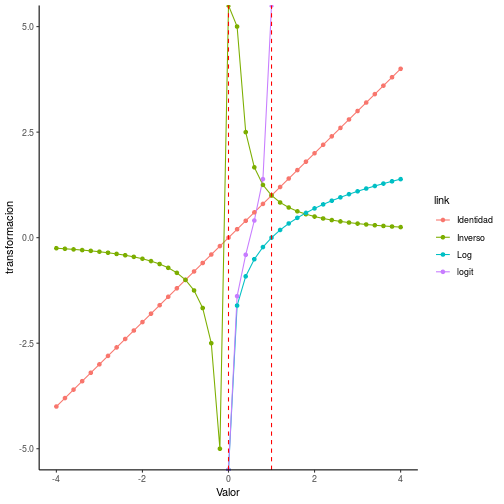 transformacion
5.0
2.5
0.0
-2.5
-5.0
-4
-2
0
2
4
Valor
link
Identidad
Inverso
Log
logit